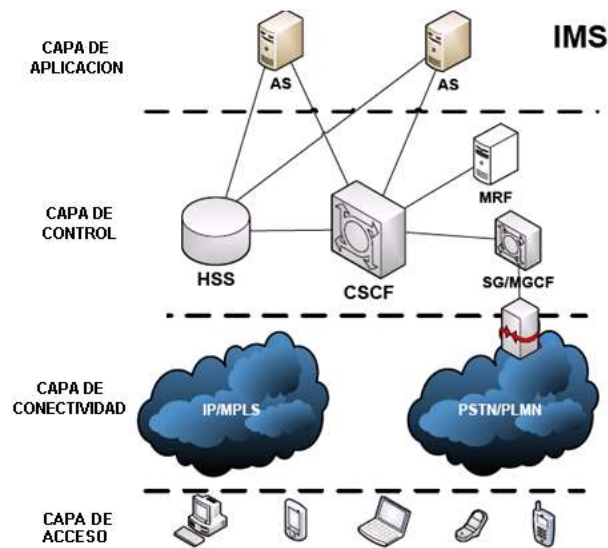 IMS
CAPA DE
APLICACION
AS
AS
CAPA DE
CONTROL
MRF
HSS
CSCF
SG/MGCF
CAPA DE
CONECTIVIDAD
IP/MPLS
PSTN/PLMN
CAPA DE
ACCESO